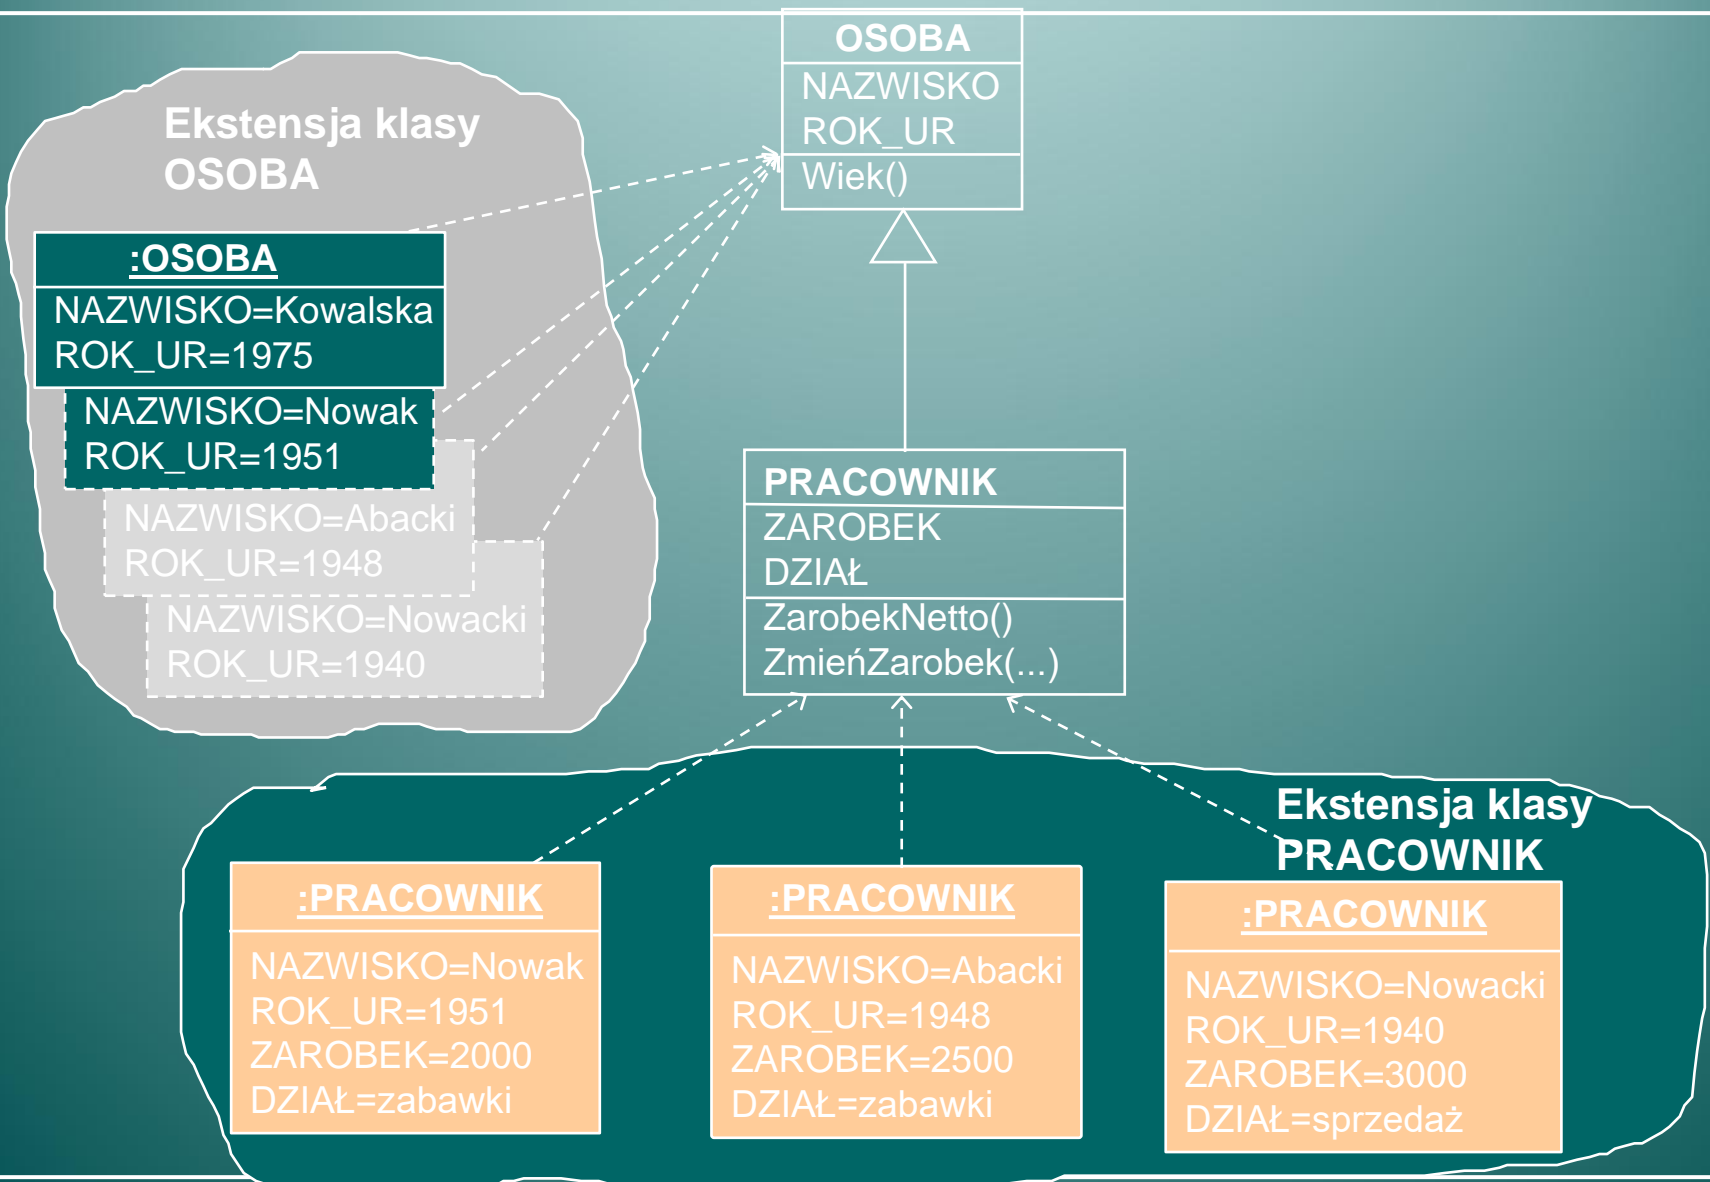 OSOBA
NAZWISKO
ROK_UR
Wiek()
Ekstensja klasy
OSOBA
:OSOBA
NAZWISKO=Kowalska
ROK_UR=1975
NAZWISKO=Nowak
ROK_UR=1951
NAZWISKO=Abacki
ROK_UR=1948
NAZWISKO=Nowacki
ROK_UR=1940
PRACOWNIK
ZAROBEK
DZIAŁ
ZarobekNetto()
ZmieńZarobek(...)
Ekstensja klasy
PRACOWNIK
:PRACOWNIK
NAZWISKO=Nowak
ROK_UR=1951
ZAROBEK=2000
DZIAŁ=zabawki
:PRACOWNIK
NAZWISKO=Abacki
ROK_UR=1948
ZAROBEK=2500
DZIAŁ=zabawki
:PRACOWNIK
NAZWISKO=Nowacki
ROK_UR=1940
ZAROBEK=3000
DZIAŁ=sprzedaż